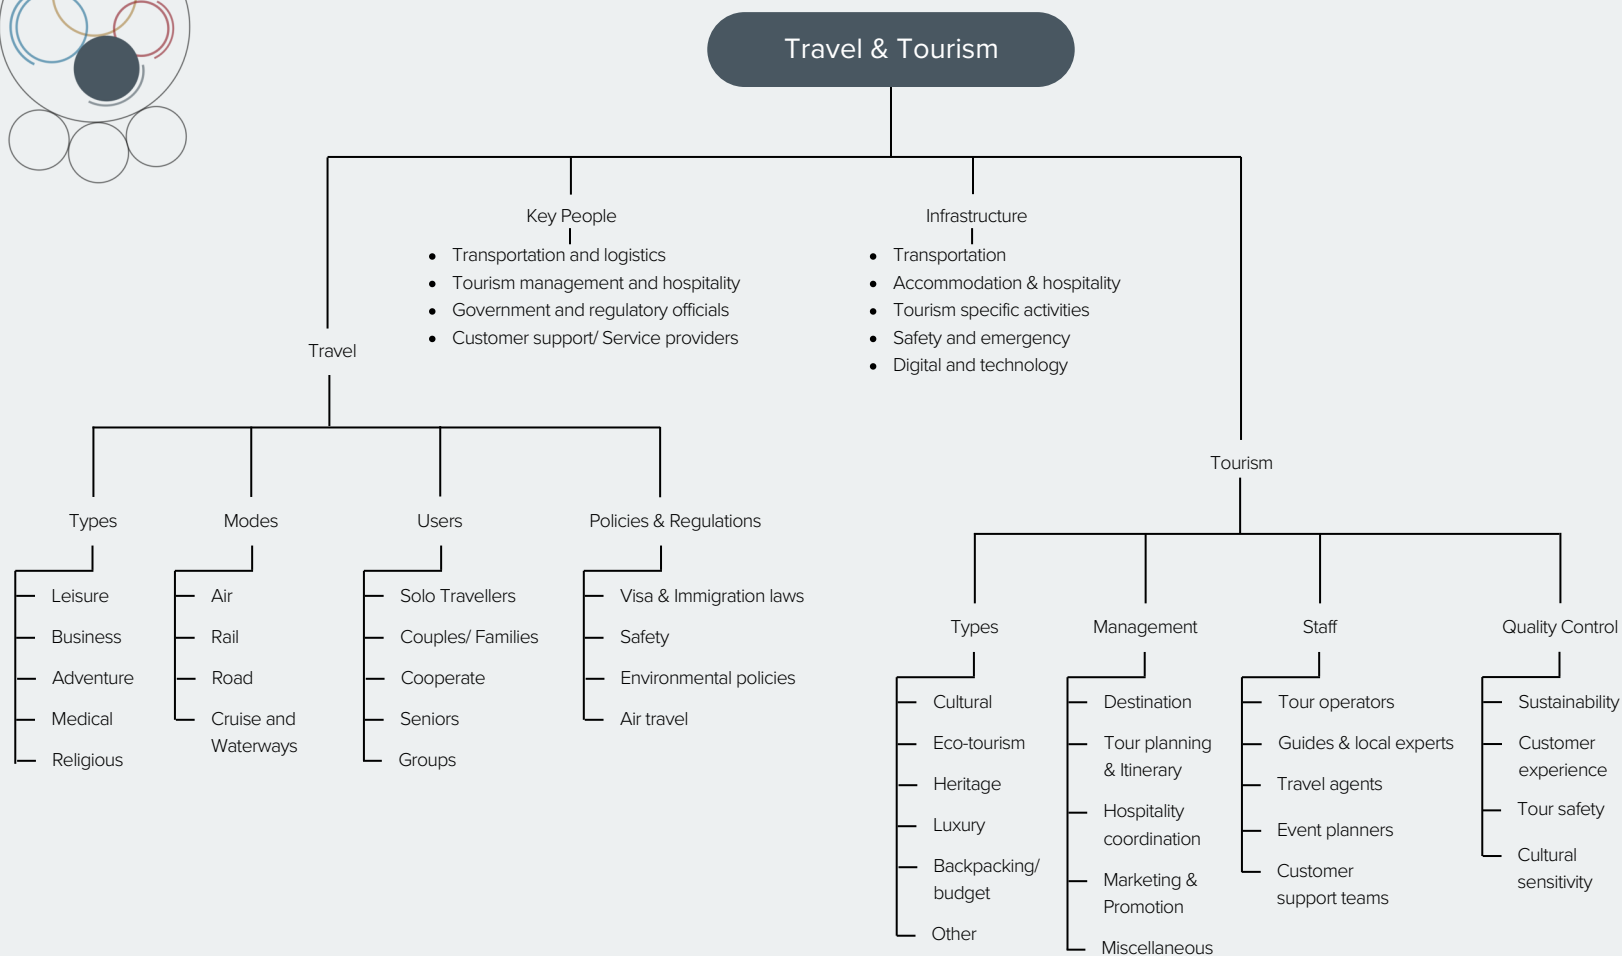 Travel & Tourism
Key People
Transportation and logistics
Tourism management and hospitality
Government and regulatory officials
Customer support/ Service providers
Infrastructure
Transportation
Accommodation & hospitality
Tourism specific activities
Safety and emergency
Digital and technology
Travel
Types
Leisure
Business
Adventure
Medical
Religious
Modes
Air
Rail
Road
Cruise and
Waterways
Users
Solo Travellers
Couples/ Families
Cooperate
Seniors
Groups
Policies & Regulations
Visa & Immigration laws
Safety
Environmental policies
Air travel
Tourism
Types
Cultural
Eco-tourism
Heritage
Luxury
Backpacking/
budget
Other
Management
Destination
Tour planning
& Itinerary
Hospitality
coordination
Marketing &
Promotion
Miscellaneous
Staff
Tour operators
Guides & local experts
Travel agents
Event planners
Customer
support teams
Quality Control
Sustainability
Customer
experience
Tour safety
Cultural
sensitivity